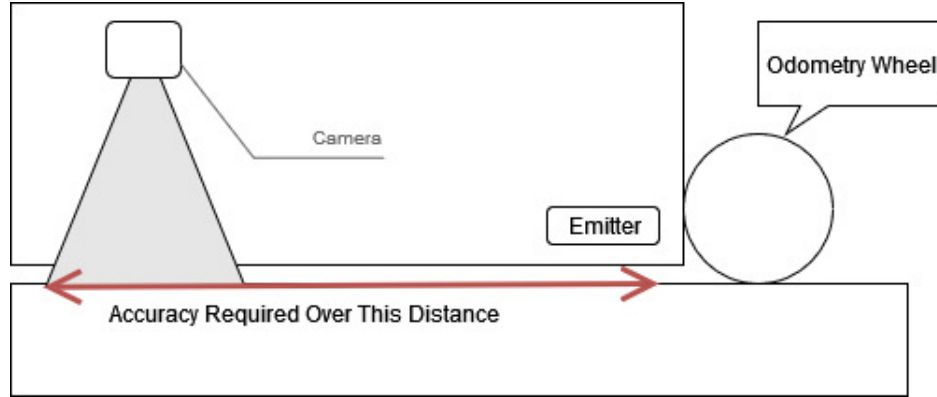 Odometry Wheel
Camera
Emitter
Accuracy Required Over This Distance